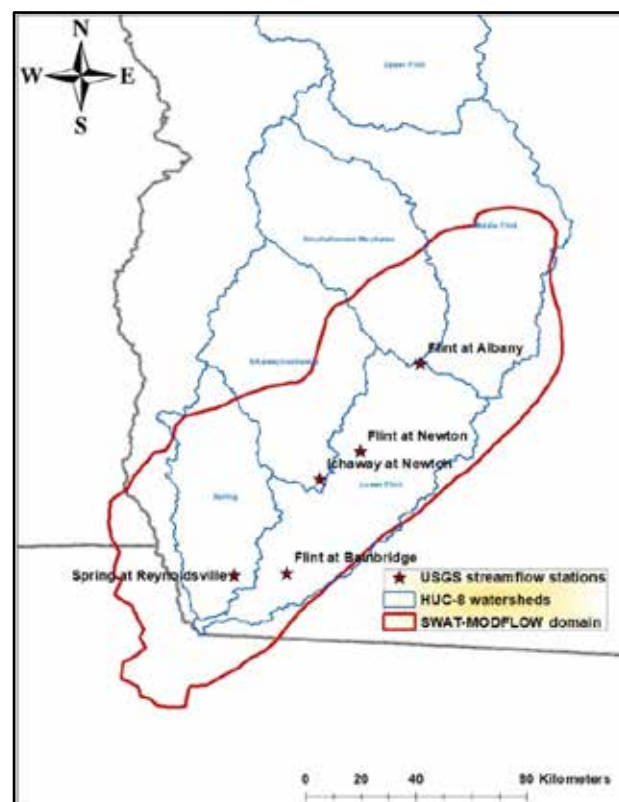 N
W E
S
Upper Flint
Middle Flint
Flint at Albany
Flint at Newton
Ichaway at Newton
Lower Flint
Spring
Flint at Bainbridge
Spring at Reynoldsville
USGS streamflow stations
HUC-8 watersheds
SWAT-MODFLOW domain
0 20 40 80 Kilometers